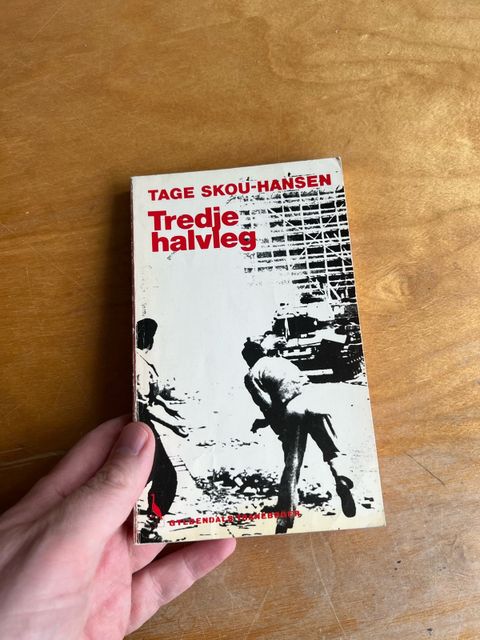 TAGE SKOU-HANSEN
Tredje
halvleg
GYLDENDALS TRANEBØGER